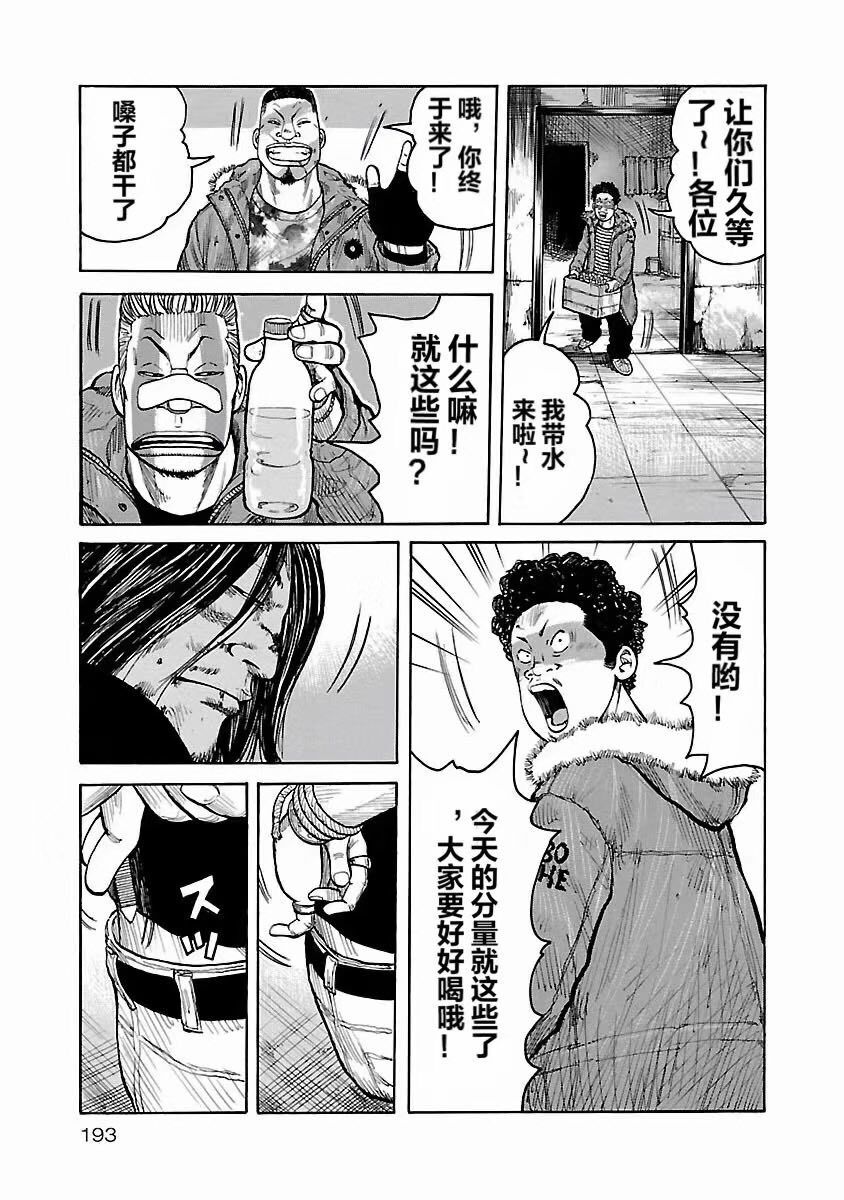 让你们久等
了~！各位
我带水
来啦~！
哦，你终
于来了！
嗓子都干了
什么嘛！
就这些吗？
没有哟！
今天的分量就这些了
，大家要好好喝哦！
BO
HE
スッ
193